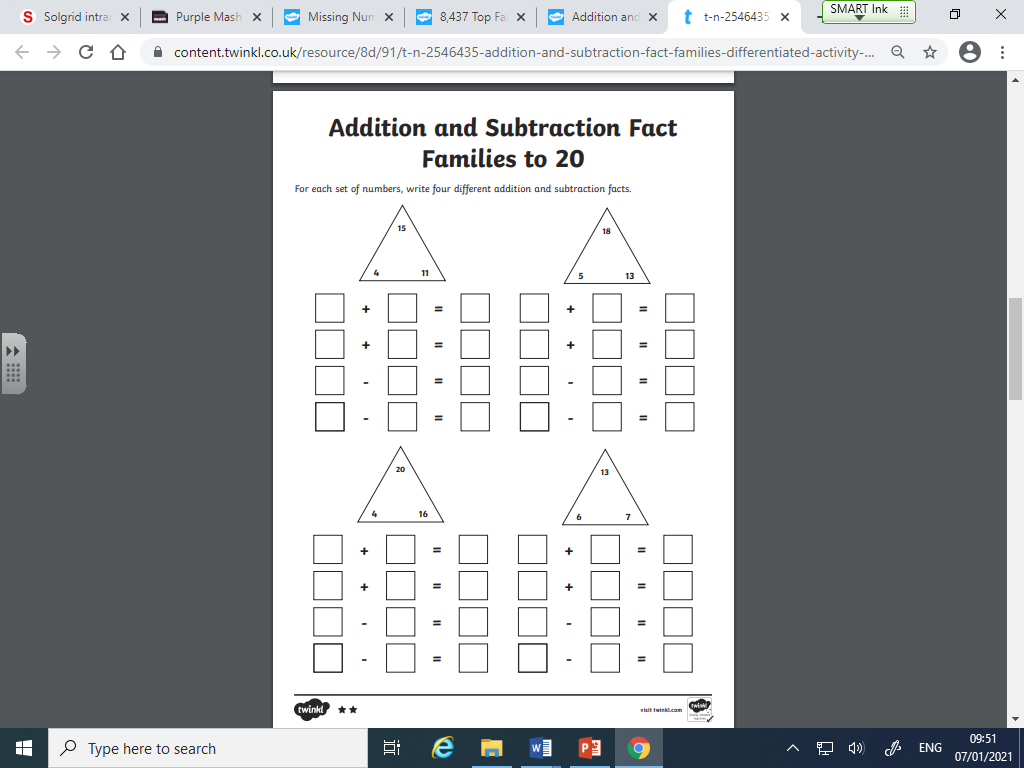 Solgrid intran
Purple Mash
Missing Num
8,437 Top Fa
Addition and
t-n-2546435
SMART Ink
content.twinkl.co.uk/resource/8d/91/t-n-2546435-addition-and-subtraction-fact-families-differentiated-activity-...
Addition and Subtraction Fact
Families to 20
For each set of numbers, write four different addition and subtraction facts.
15
4 11
18
5 13
+ = + =
+ = + =
- = - =
- = - =
20
4 16
13
6 7
+ = + =
+ = + =
- = - =
- = - =
twinkl
visit twinkl.com
twinkl
Type here to search
ENG
09:51
07/01/2021